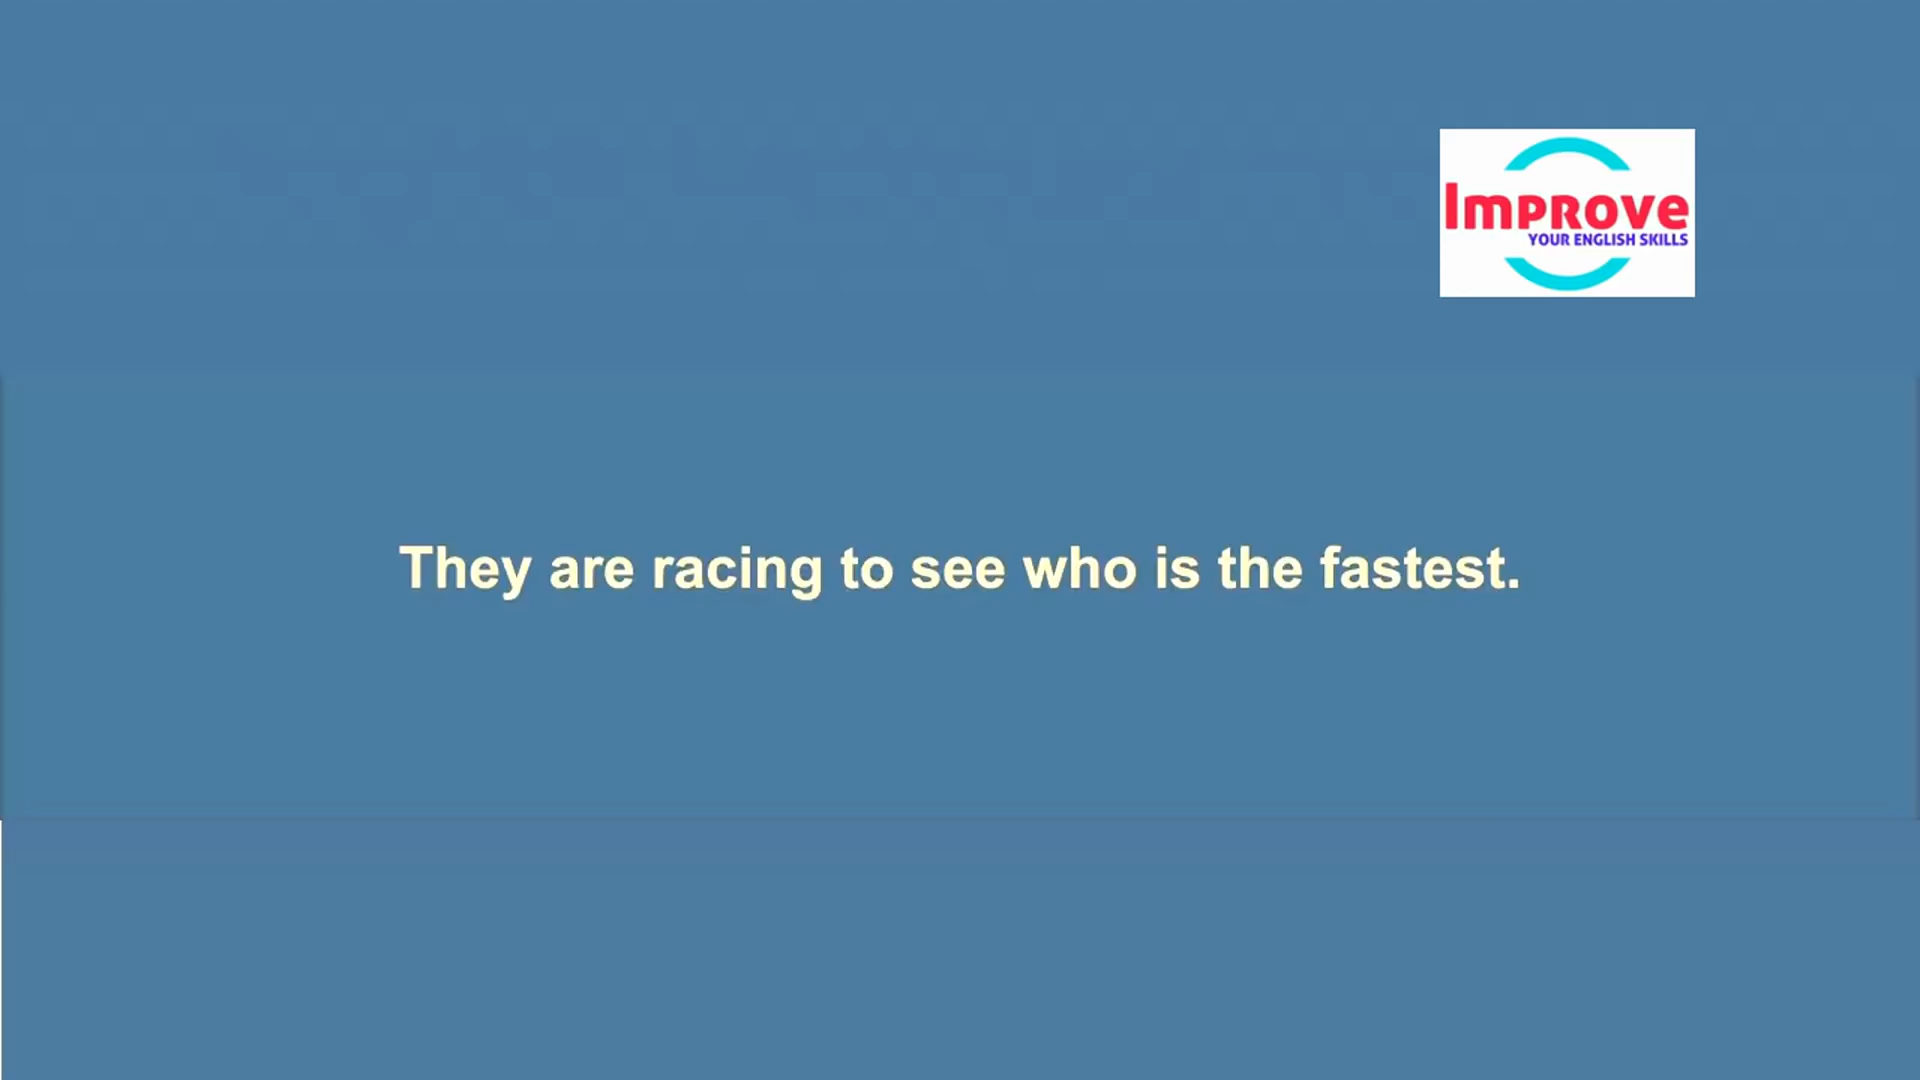 Improve
YOUR ENGLISH SKILLS
They are racing to see who is the fastest.